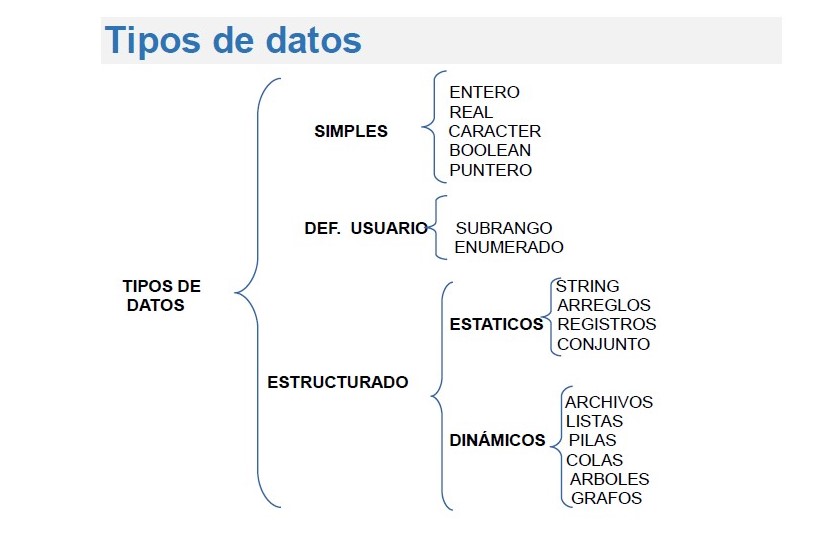 Tipos de datos
SIMPLES
ENTERO
REAL
CARACTER
BOOLEAN
PUNTERO
DEF. USUARIO
SUBRANGO
ENUMERADO
TIPOS DE
DATOS
ESTRUCTURADO
ESTATICOS
STRING
ARREGLOS
REGISTROS
CONJUNTO
DINÁMICOS
ARCHIVOS
LISTAS
PILAS
COLAS
ARBOLES
GRAFOS